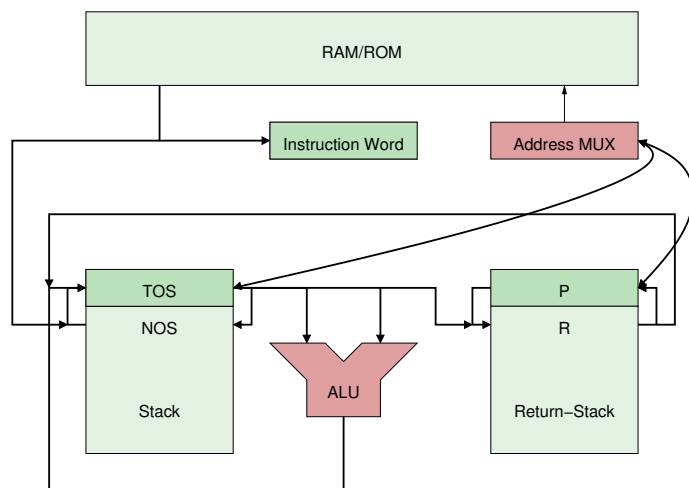 RAM/ROM
Instruction Word
Address MUX
TOS
P
NOS
R
ALU
Stack
Return−Stack